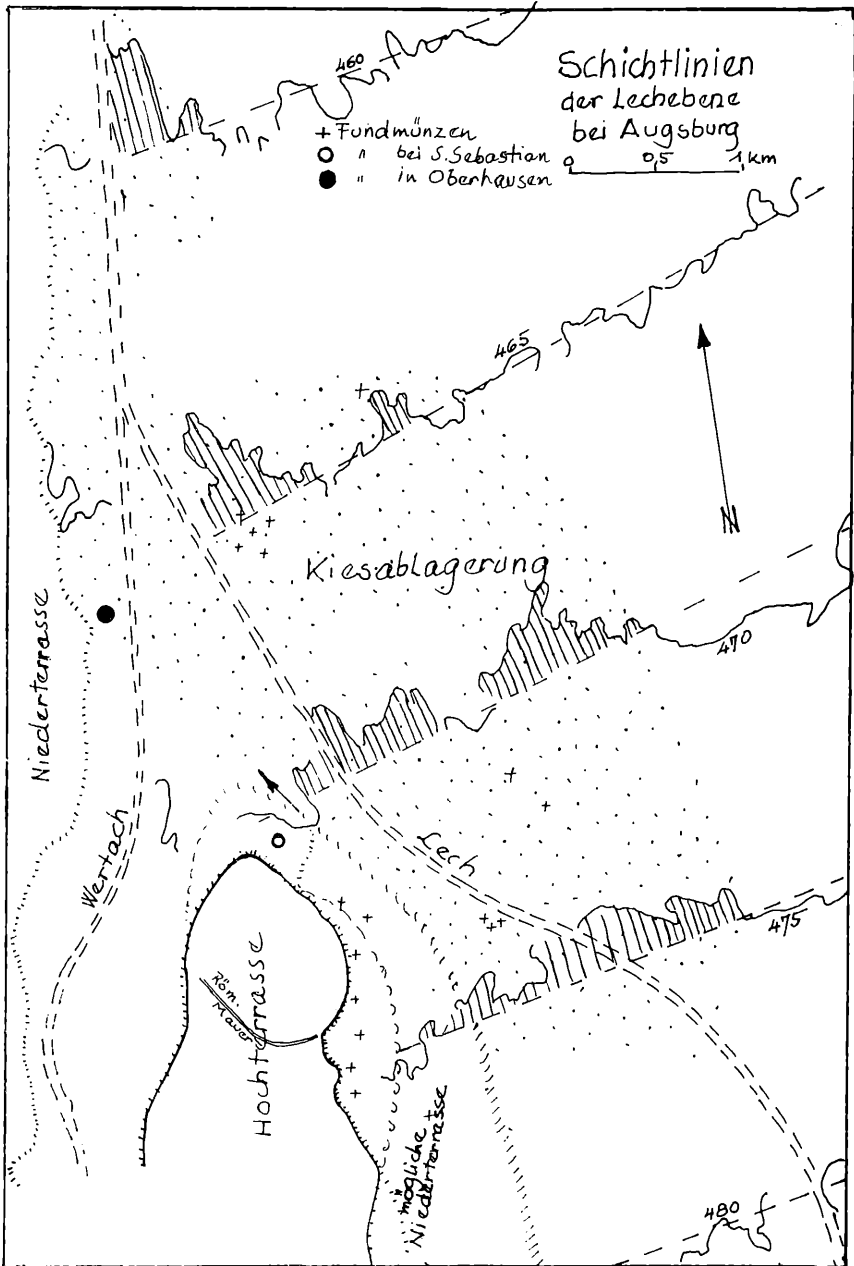 460
Schichtlinien
der Lechebene
bei Augsburg
0 0,5 1 km
+ Fundmünzen
" bei S. Sebastian
" in Oberhausen
465
N
Kiesablagerung
470
Niederterrasse
Wertach
Lech
475
Röm.
Mauer
Hochterrasse
mögliche
Niederterrasse
480